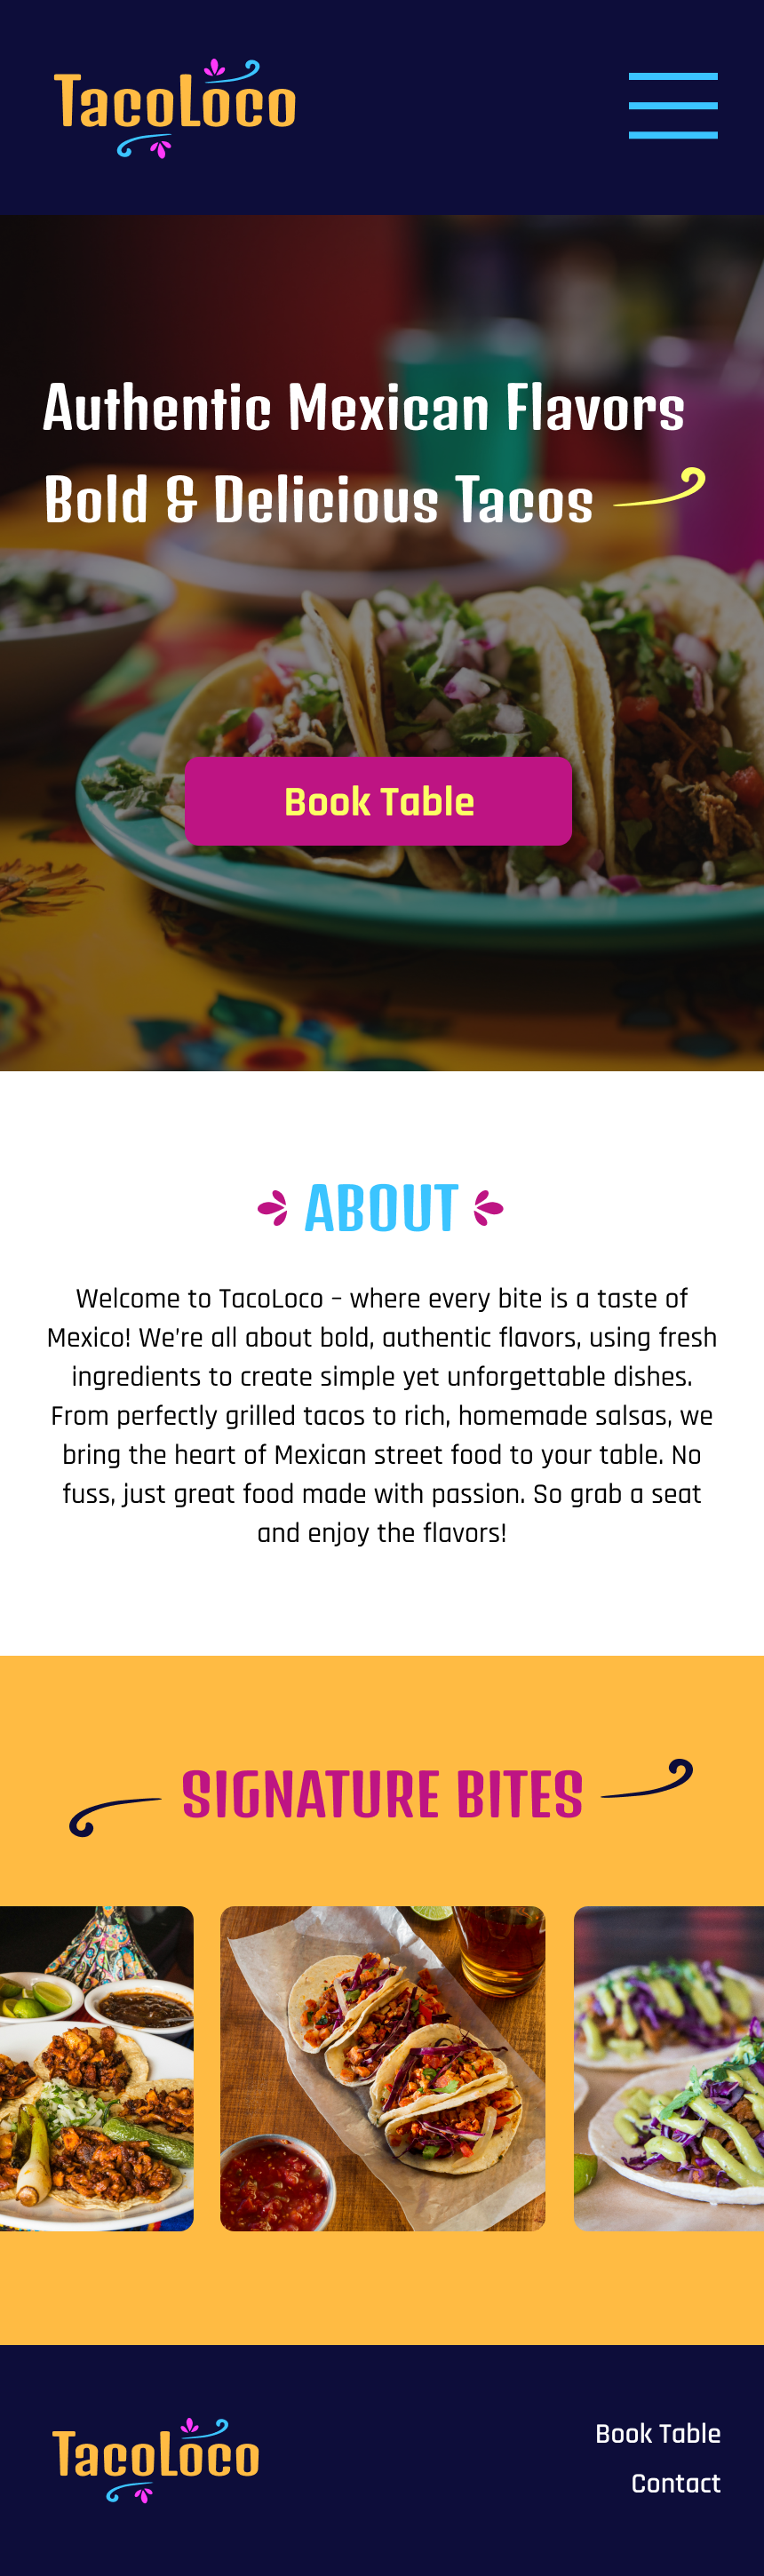 TacoLoco
Authentic Mexican Flavors
Bold & Delicious Tacos
Book Table
ABOUT
Welcome to TacoLoco – where every bite is a taste of
Mexico! We’re all about bold, authentic flavors, using fresh
ingredients to create simple yet unforgettable dishes.
From perfectly grilled tacos to rich, homemade salsas, we
bring the heart of Mexican street food to your table. No
fuss, just great food made with passion. So grab a seat
and enjoy the flavors!
SIGNATURE BITES
TacoLoco
Book Table
Contact